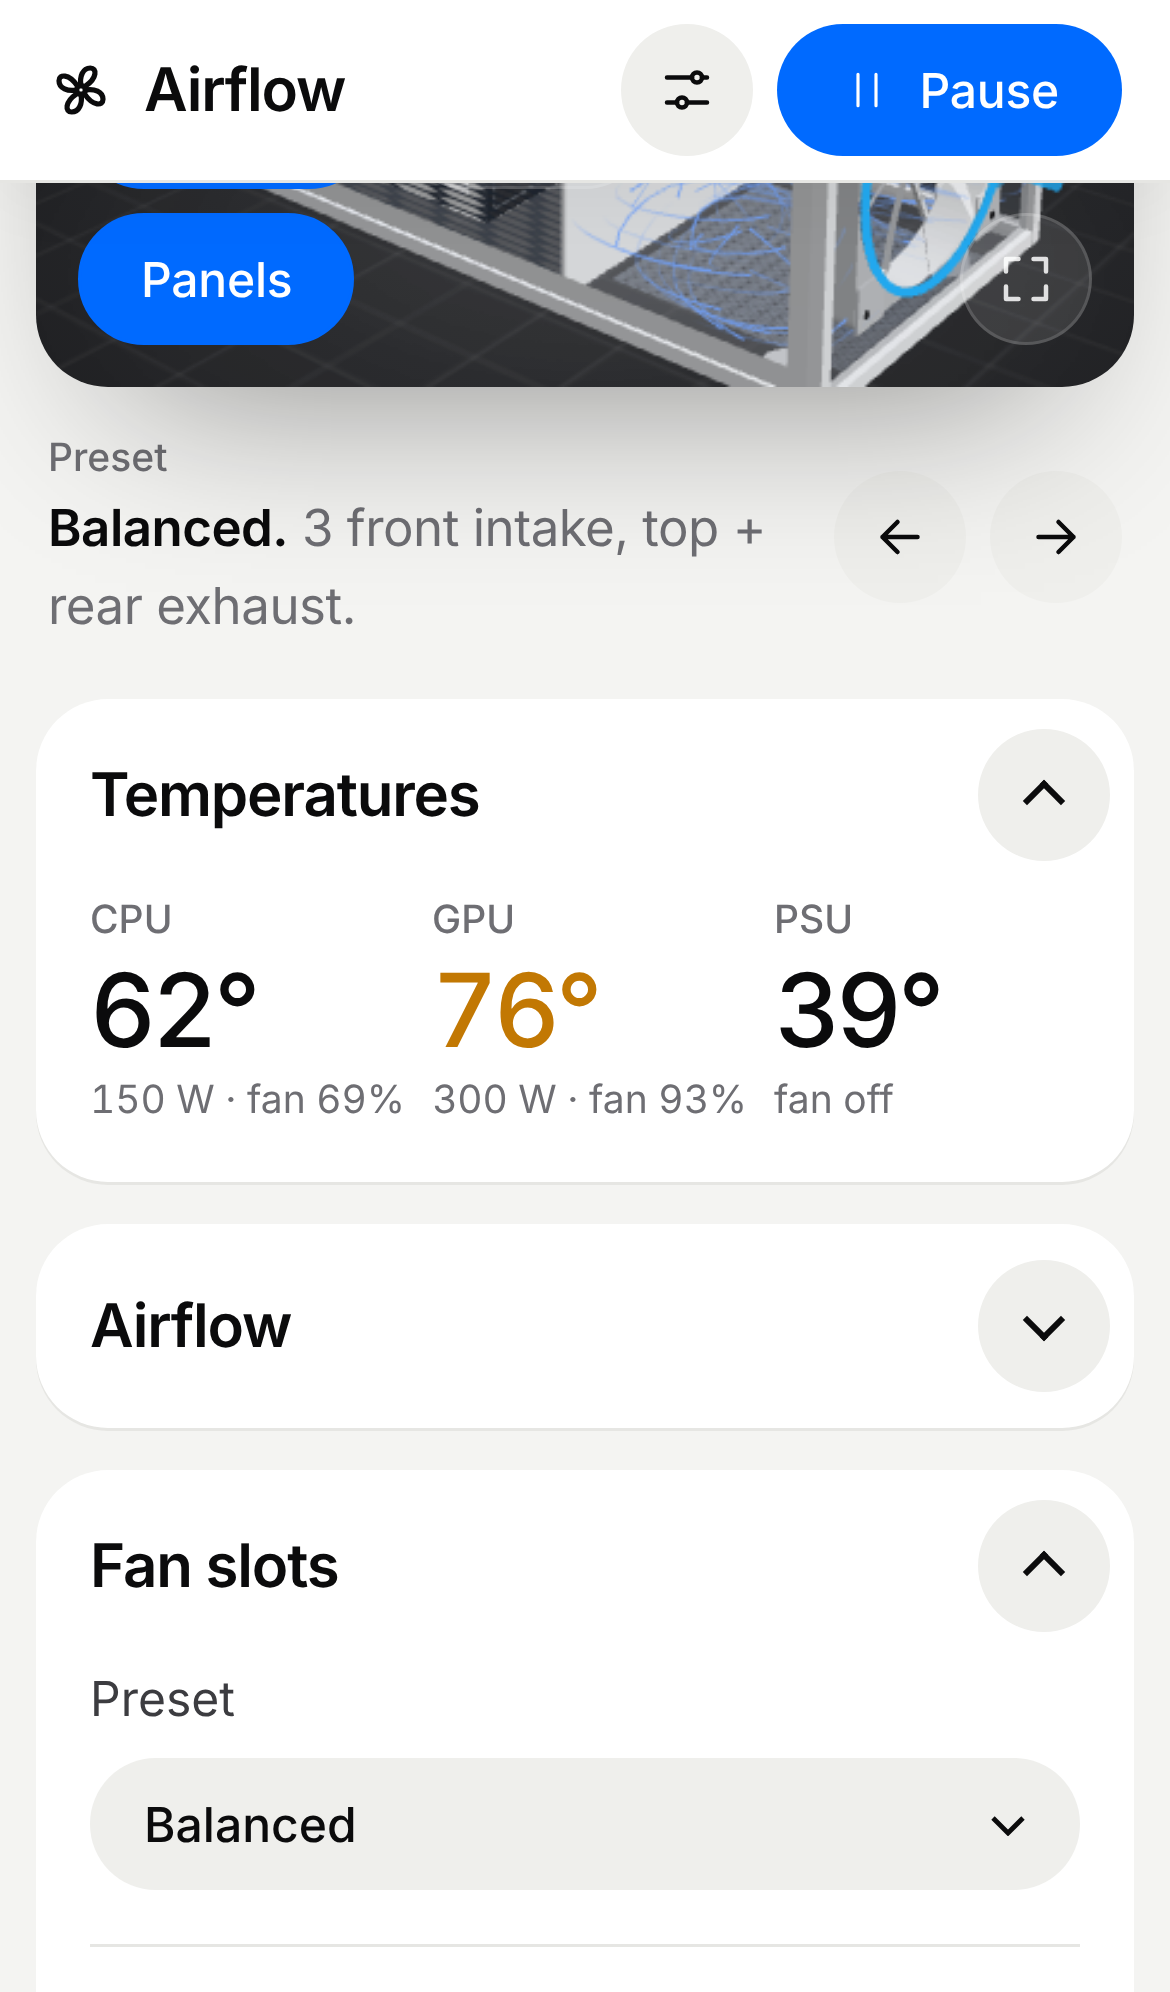 Airflow
Pause
Panels
Preset
Balanced. 3 front intake, top +
rear exhaust.
Temperatures
CPU GPU PSU
62° 76° 39°
150 W · fan 69% 300 W · fan 93% fan off
Airflow
Fan slots
Preset
Balanced